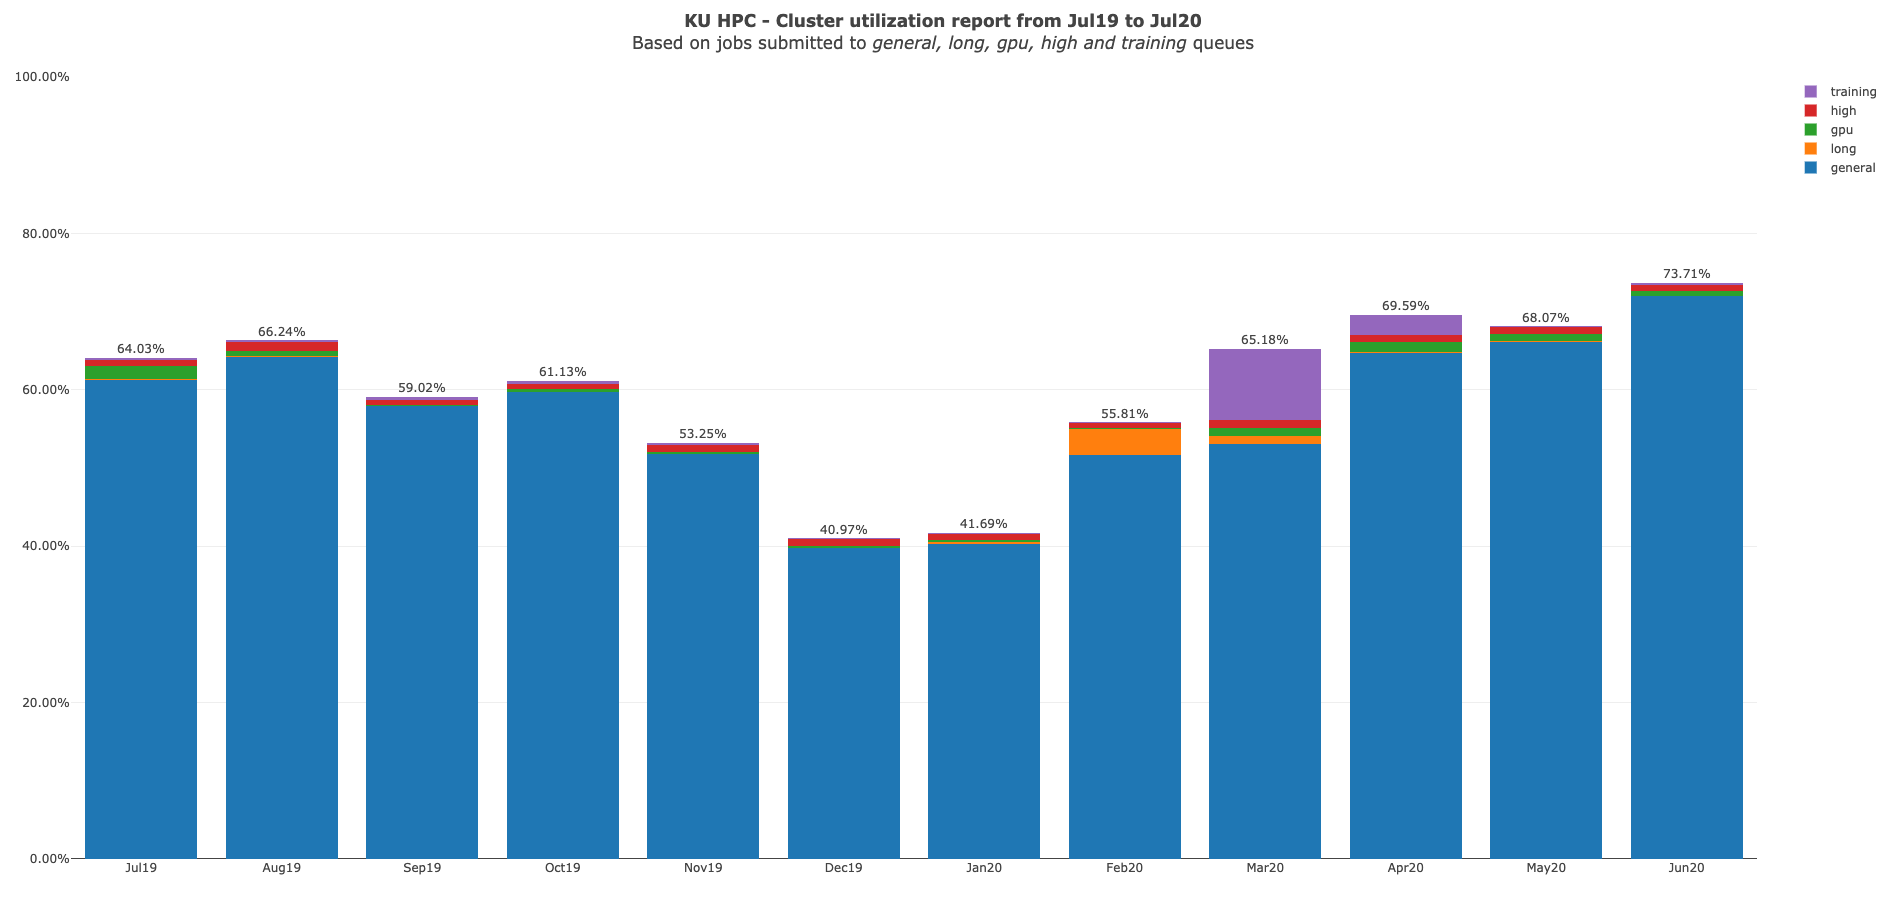 KU HPC - Cluster utilization report from Jul19 to Jul20
Based on jobs submitted to general, long, gpu, high and training queues
100.00%
80.00%
60.00%
40.00%
20.00%
0.00%
64.03%
66.24%
59.02%
61.13%
53.25%
40.97%
41.69%
55.81%
65.18%
69.59%
68.07%
73.71%
Jul19
Aug19
Sep19
Oct19
Nov19
Dec19
Jan20
Feb20
Mar20
Apr20
May20
Jun20
training
high
gpu
long
general